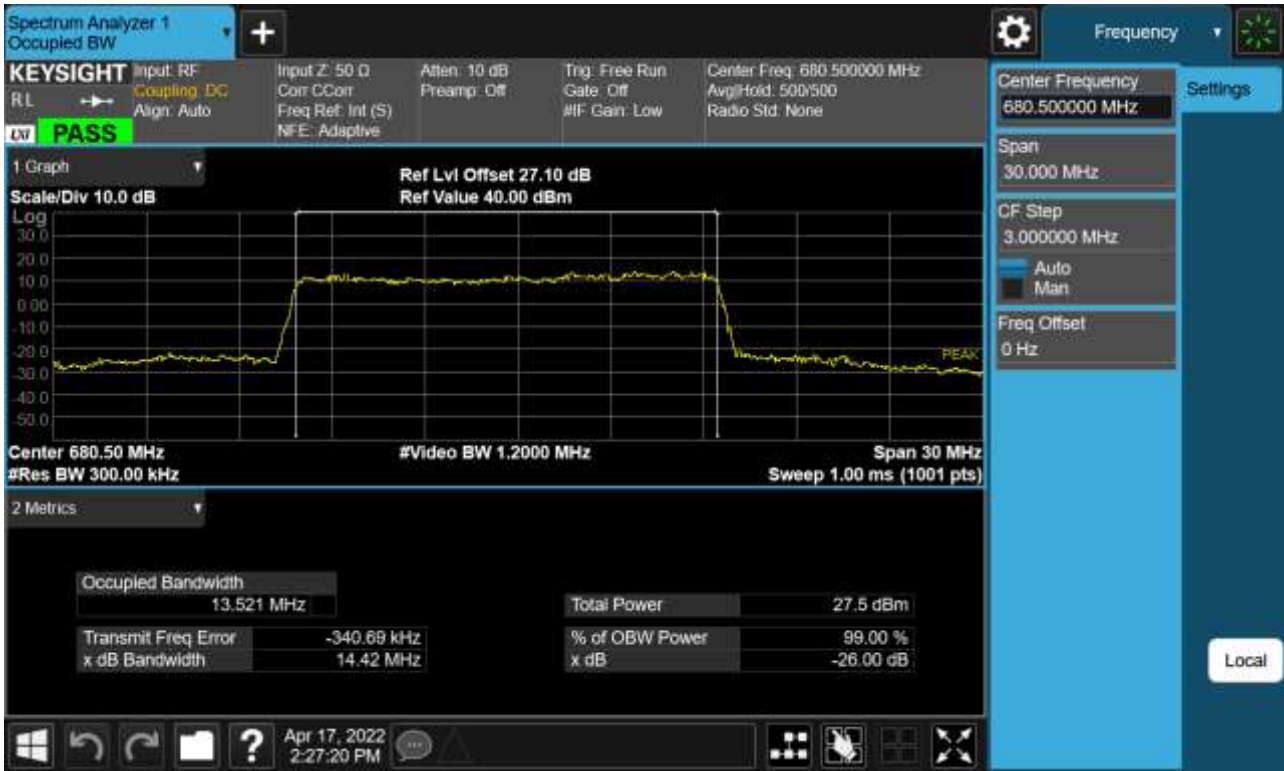 Spectrum Analyzer 1
Occupied BW
+
Frequency
KEYSIGHT
RL
LXI
PASS
Input: RF
Coupling: DC
Align: Auto
Input Z: 50 Ω
Corr CCorr
Freq Ref: Int (S)
NFE: Adaptive
Atten: 10 dB
Preamp: Off
Trig: Free Run
Gate: Off
#IF Gain: Low
Center Freq: 680.500000 MHz
Avg|Hold: 500/500
Radio Std: None
1 Graph
Scale/Div 10.0 dB
Ref Lvl Offset 27.10 dB
Ref Value 40.00 dBm
Log
30.0
20.0
10.0
0.00
-10.0
-20.0
-30.0
-40.0
-50.0
PEAK
Center 680.50 MHz
#Video BW 1.2000 MHz
Span 30 MHz
#Res BW 300.00 kHz
Sweep 1.00 ms (1001 pts)
2 Metrics
Occupied Bandwidth
13.521 MHz
Total Power 27.5 dBm
Transmit Freq Error -340.69 kHz
% of OBW Power 99.00 %
x dB Bandwidth 14.42 MHz
x dB -26.00 dB
Center Frequency
680.500000 MHz
Settings
Span
30.000 MHz
CF Step
3.000000 MHz
Auto
Man
Freq Offset
0 Hz
Local
?
Apr 17, 2022
2:27:20 PM